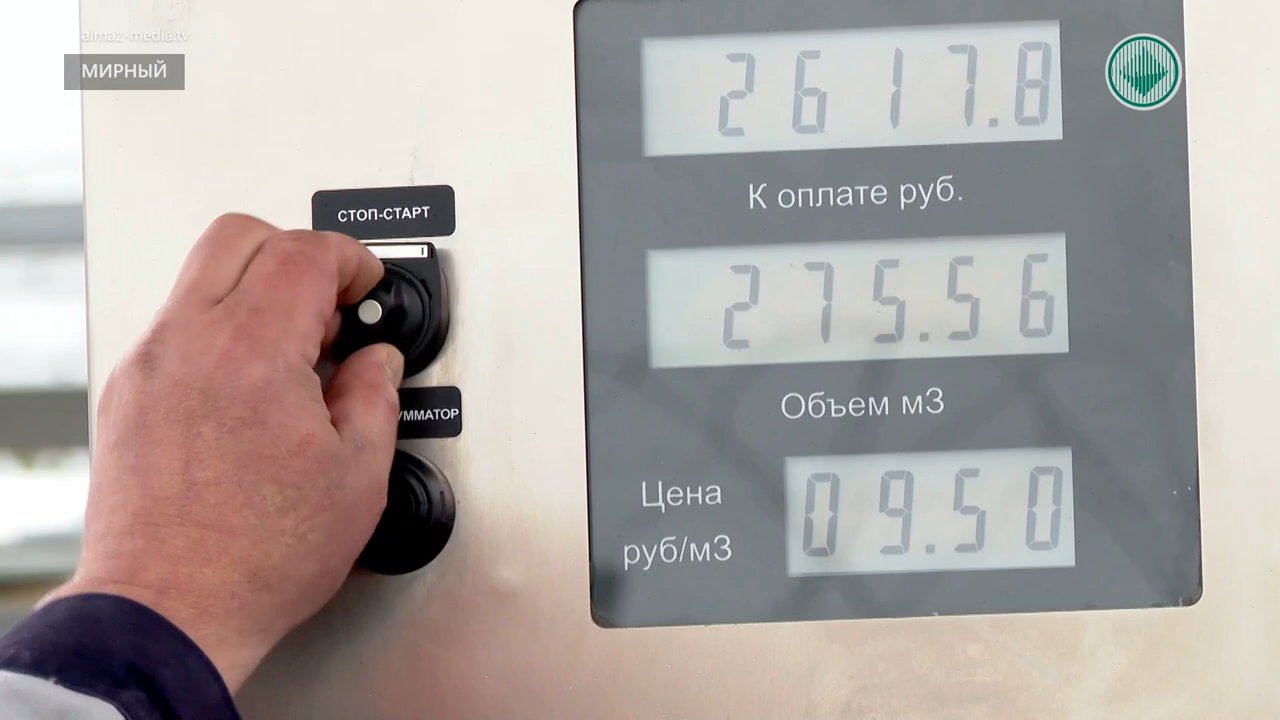 almaz-media.tv
МИРНЫЙ
2617.8
К оплате руб.
СТОП-СТАРТ
275.56
Объем м3
УММАТОР
Цена
руб/м3
09.50